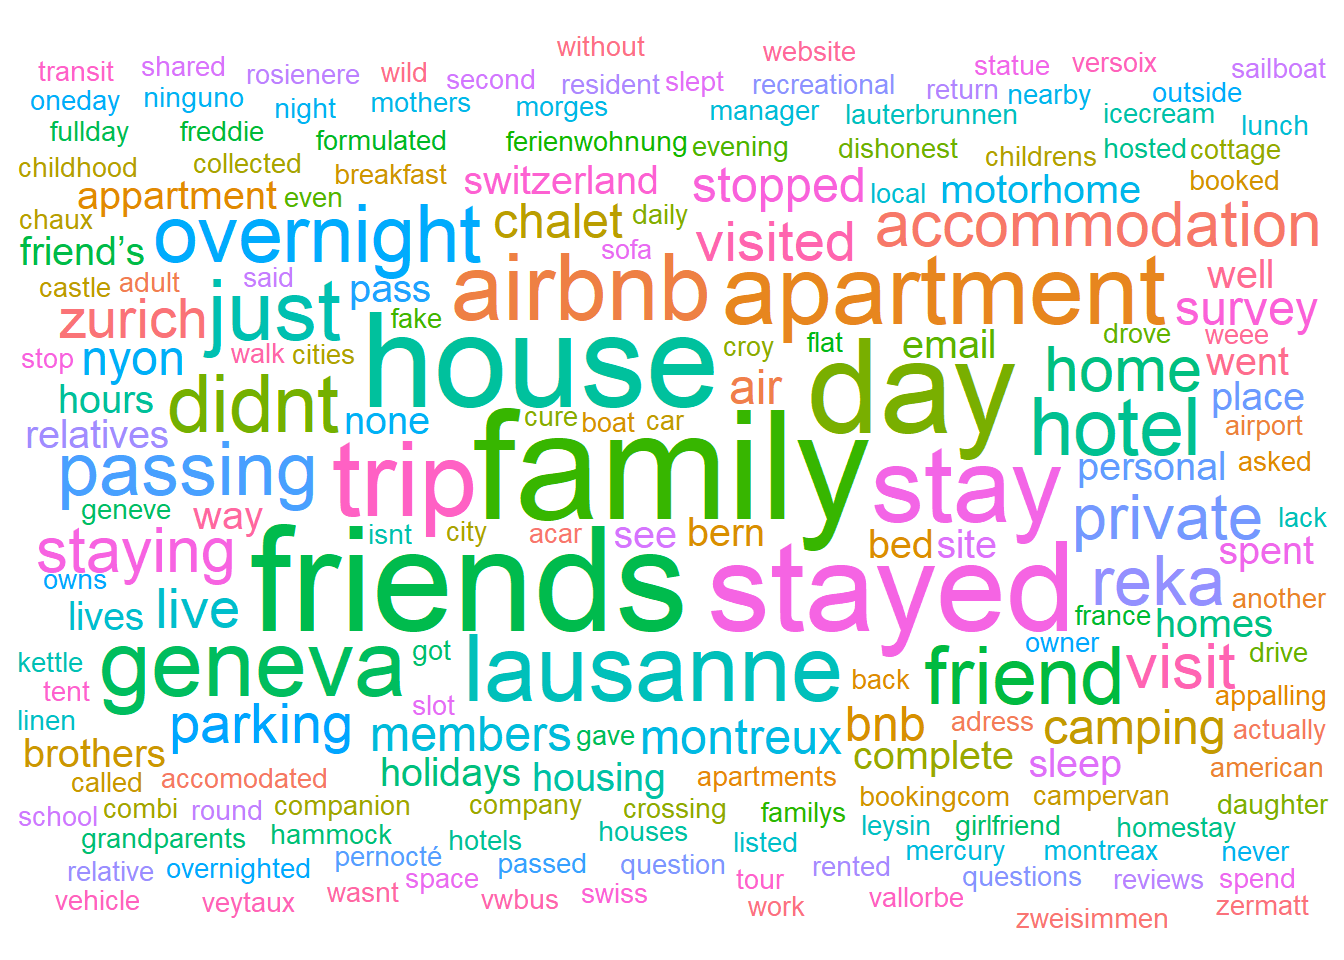 without website
transit shared rosienere wild second resident slept recreational statue versoix sailboat
oneday ninguno night mothers morges manager lauterbrunnen return nearby outside icecream lunch
fullday freddie formulated ferienwohnung evening dishonest childrens hosted cottage
childhood collected breakfast switzerland stopped local motorhome booked
appartment even chaux overnight chalet daily visited accommodation
friend’s castle adult said pass sofa airbnb apartment well survey
zurich just fake house croy flat email drove weee
stop nyon walk cities air day home went
hours didnt none cure boat car hotel place airport
relatives passing trip family stay personal asked
geneve way isnt city acar see bern bed site private lack spent
staying owns friends stayed reka another
lives live france homes
kettle geneva got lausanne back friend owner visit drive
tent linen slot appalling
parking members gave montreux bnb adress camping actually
brothers holidays housing apartments complete sleep american
called accomodated
school combi round companion company crossing familys bookingcom campervan daughter
grandparents hammock hotels houses listed leysin girlfriend homestay
relative overnighted pernocté passed question rented mercury montreax never
vehicle veytaux wasnt space vwbus swiss tour work vallorbe questions reviews spend
zweisimmen zermatt